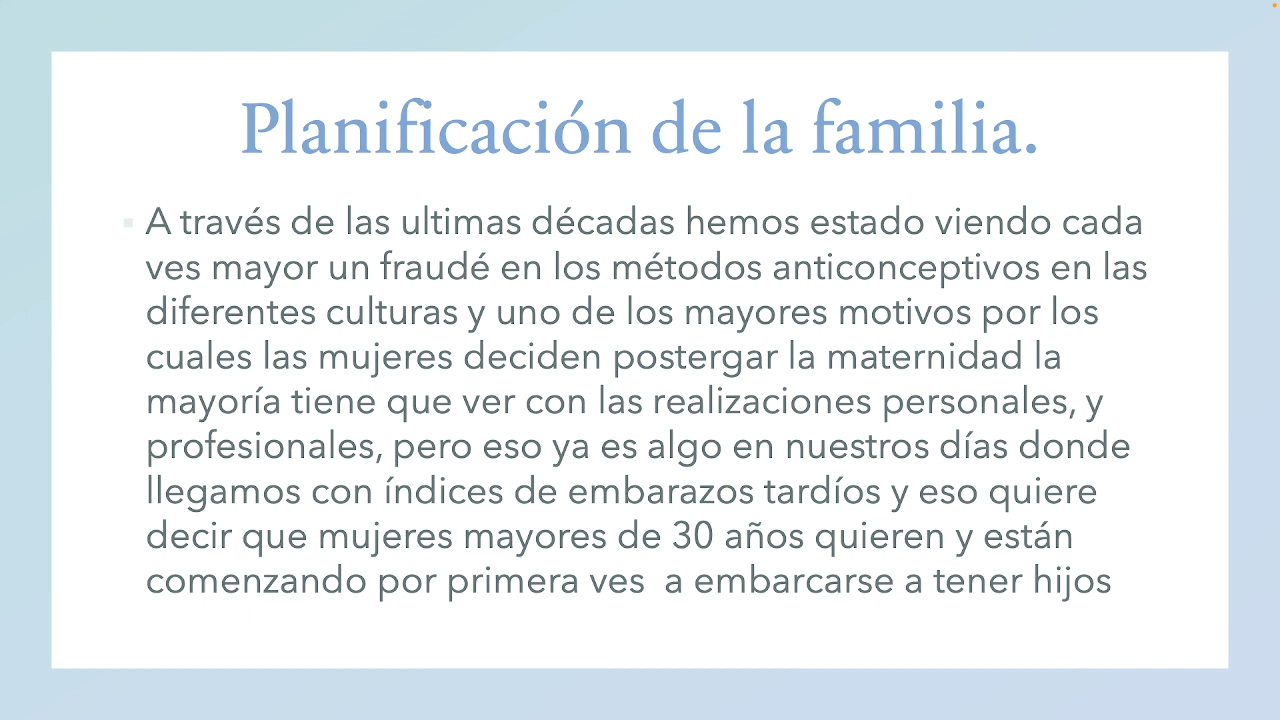 Planificación de la familia.
A través de las ultimas décadas hemos estado viendo cada
ves mayor un fraudé en los métodos anticonceptivos en las
diferentes culturas y uno de los mayores motivos por los
cuales las mujeres deciden postergar la maternidad la
mayoría tiene que ver con las realizaciones personales, y
profesionales, pero eso ya es algo en nuestros días donde
llegamos con índices de embarazos tardíos y eso quiere
decir que mujeres mayores de 30 años quieren y están
comenzando por primera ves  a embarcarse a tener hijos